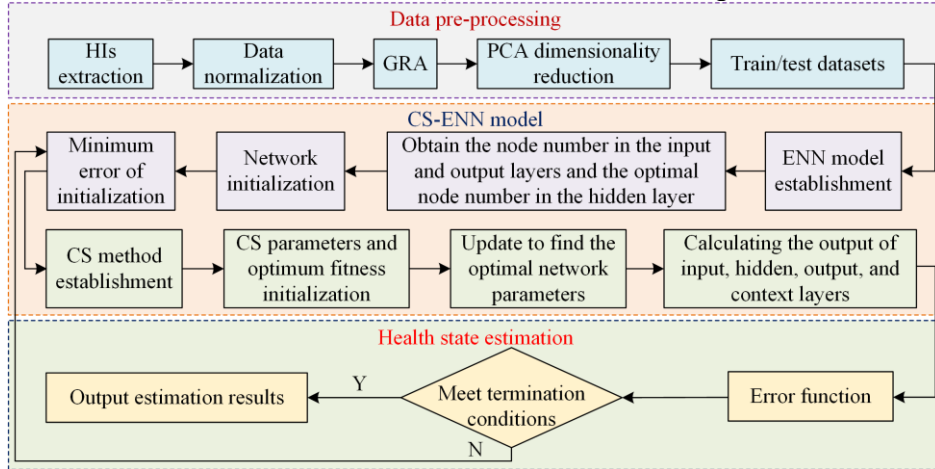 Data pre-processing
HIs
extraction
Data
normalization
GRA
PCA dimensionality
reduction
Train/test datasets
CS-ENN model
Minimum
error of
initialization
Network
initialization
Obtain the node number in the input
and output layers and the optimal
node number in the hidden layer
ENN model
establishment
CS method
establishment
CS parameters and
optimum fitness
initialization
Update to find the
optimal network
parameters
Calculating the output of
input, hidden, output, and
context layers
Health state estimation
Output estimation results
Y
Meet termination
conditions
Error function
N